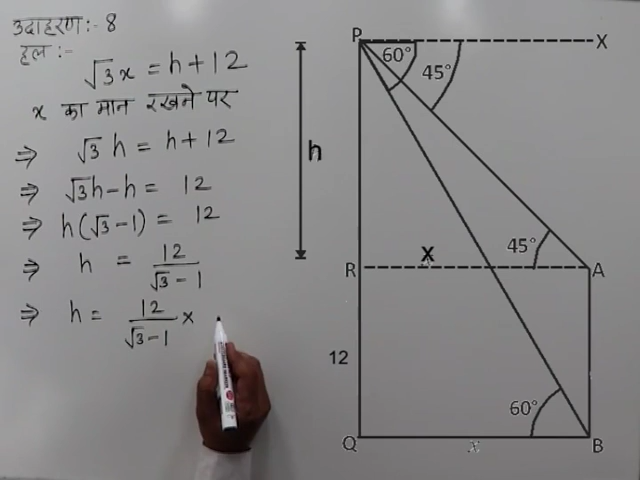 उदाहरण:- 8
हल:-
√3x = h+12
x का मान रखने पर
⇒ √3 h = h+12
⇒ √3h-h = 12
⇒ h(√3-1) = 12
⇒ h = 12/√3-1
⇒ h = 12/√3-1 ×
P
X
60°
45°
h
R
x
45°
A
12
60°
Q
x
B